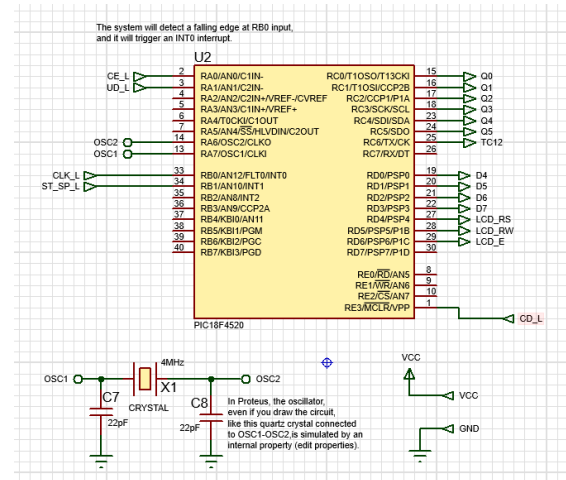 The system will detect a falling edge at RB0 input,
and it will trigger an INT0 interrupt.
U2
CE_L 2 RA0/AN0/C1IN- RC0/T1OSO/T13CKI 15 Q0
UD_L 3 RA1/AN1/C2IN- RC1/T1OSI/CCP2B 16 Q1
4 RA2/AN2/C2IN+/VREF-/CVREF RC2/CCP1/P1A 17 Q2
5 RA3/AN3/C1IN+/VREF+ RC3/SCK/SCL 18 Q3
6 RA4/T0CKI/C1OUT RC4/SDI/SDA 23 Q4
7 RA5/AN4/SS/HLVDIN/C2OUT RC5/SDO 24 Q5
OSC2 14 RA6/OSC2/CLKO RC6/TX/CK 25 TC12
OSC1 13 RA7/OSC1/CLKI RC7/RX/DT 26
CLK_L 33 RB0/AN12/FLT0/INT0 RD0/PSP0 19 D4
ST_SP_L 34 RB1/AN10/INT1 RD1/PSP1 20 D5
35 RB2/AN8/INT2 RD2/PSP2 21 D6
36 RB3/AN9/CCP2A RD3/PSP3 22 D7
37 RB4/KBI0/AN11 RD4/PSP4 27 LCD_RS
38 RB5/KBI1/PGM RD5/PSP5/P1B 28 LCD_RW
39 RB6/KBI2/PGC RD6/PSP6/P1C 29 LCD_E
40 RB7/KBI3/PGD RD7/PSP7/P1D 30
RE0/RD/AN5 8
RE1/WR/AN6 9
RE2/CS/AN7 10
RE3/MCLR/VPP 1
CD_L
PIC18F4520
4MHz
OSC1 X1 OSC2
C7 CRYSTAL C8
22pF 22pF
In Proteus, the oscillator,
even if you draw the circuit,
like this quartz crystal connected
to OSC1-OSC2,is simulated by an
internal property (edit properties).
VCC
VCC
GND